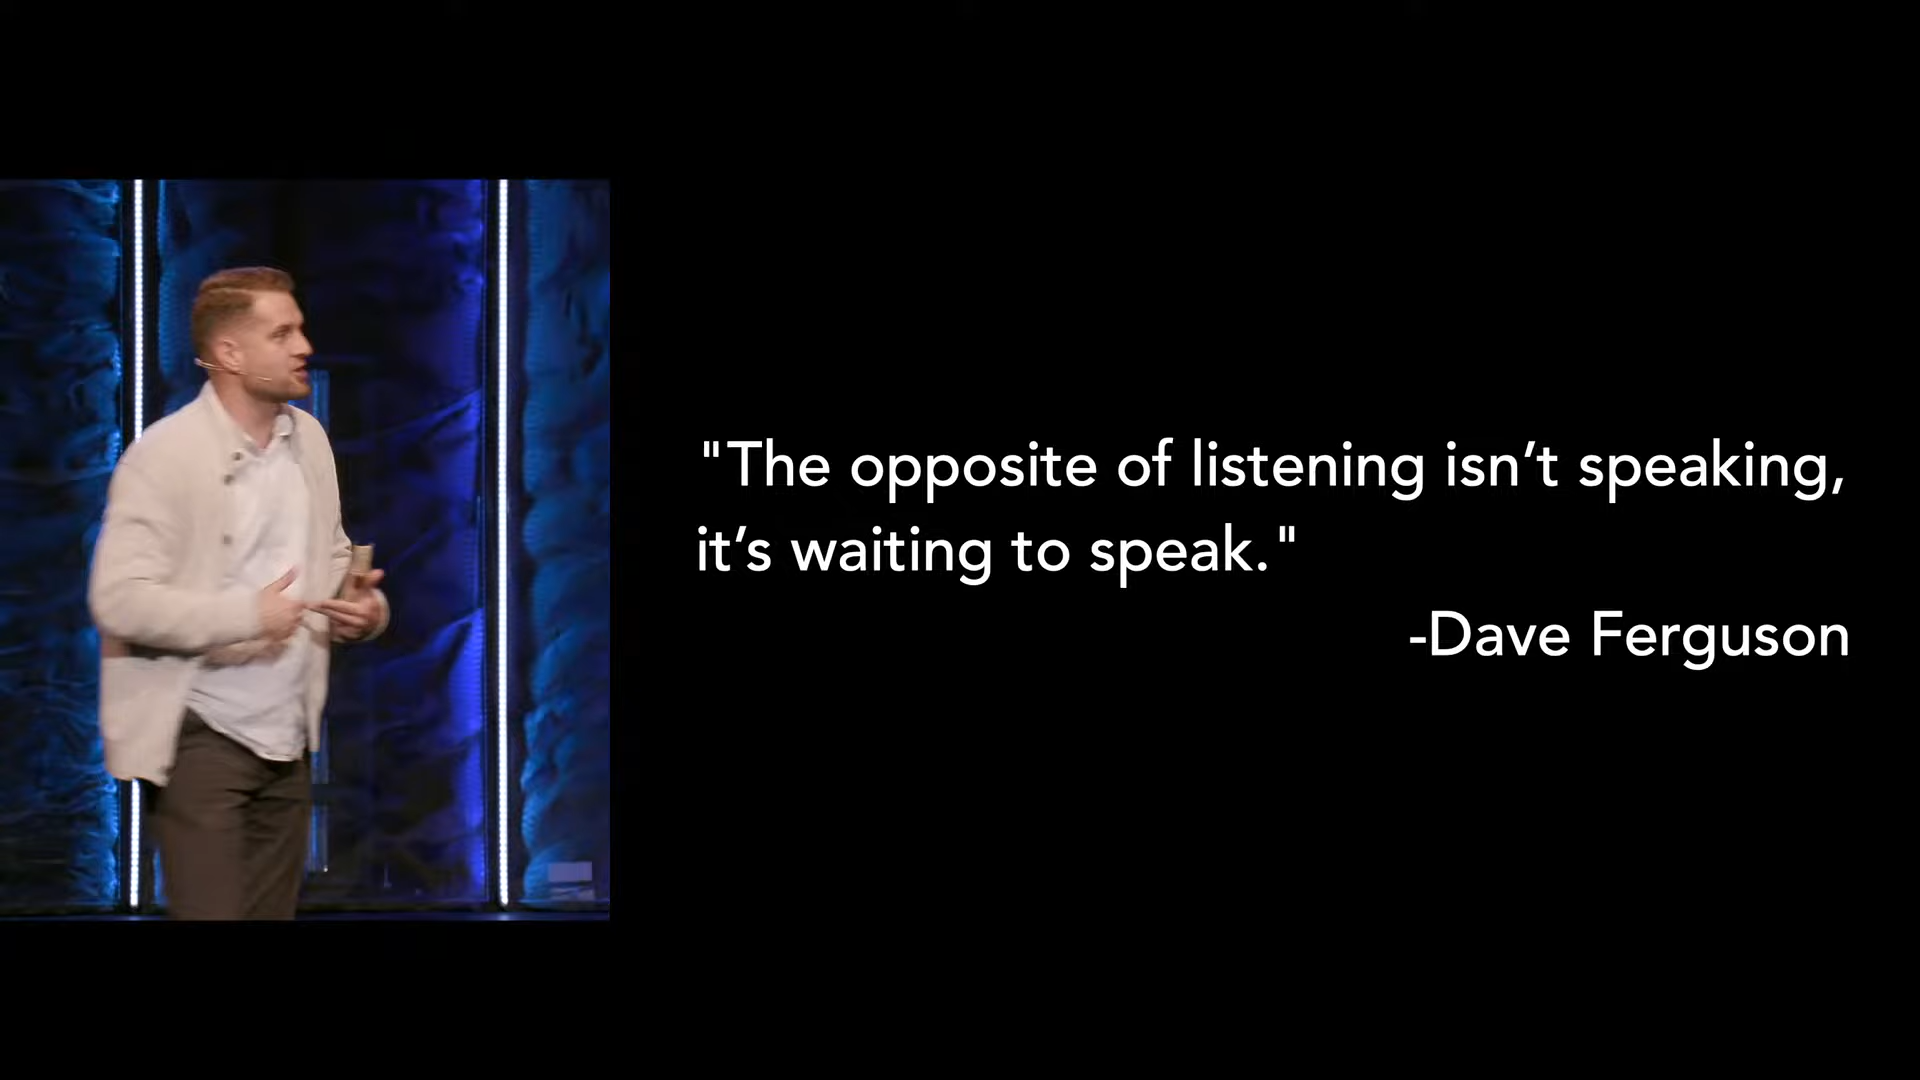 "The opposite of listening isn’t speaking,
it’s waiting to speak."
-Dave Ferguson